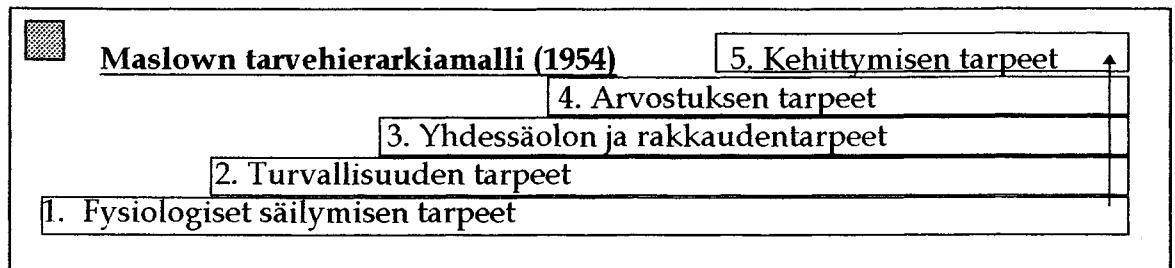 Maslown tarvehierarkiamalli (1954)
5. Kehittymisen tarpeet
4. Arvostuksen tarpeet
3. Yhdessäolon ja rakkaudentarpeet
2. Turvallisuuden tarpeet
1. Fysiologiset säilymisen tarpeet